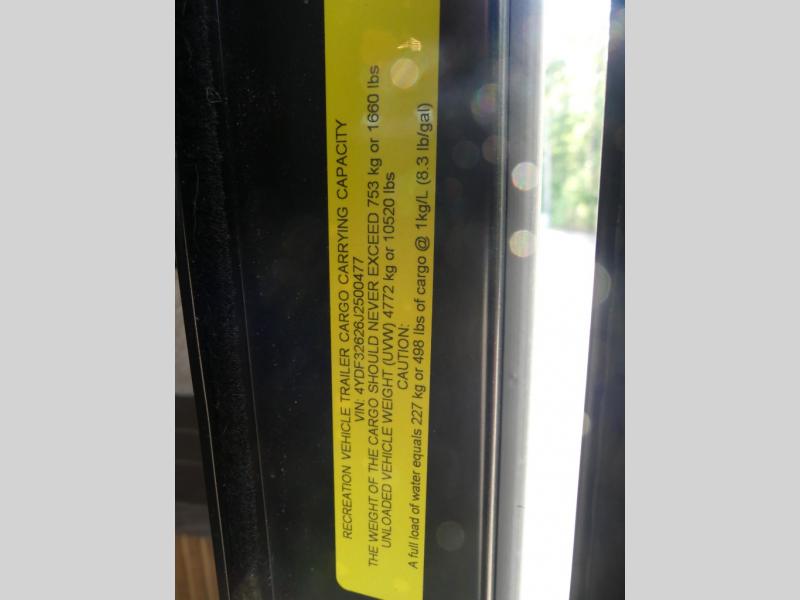 RECREATION VEHICLE TRAILER CARGO CARRYING CAPACITY
VIN: 4YDF32626J2500477
THE WEIGHT OF THE CARGO SHOULD NEVER EXCEED 753 kg or 1660 lbs
UNLOADED VEHICLE WEIGHT (UVW) 4772 kg or 10520 lbs
CAUTION:
A full load of water equals 227 kg or 498 lbs of cargo @ 1kg/L (8.3 lb/gal)